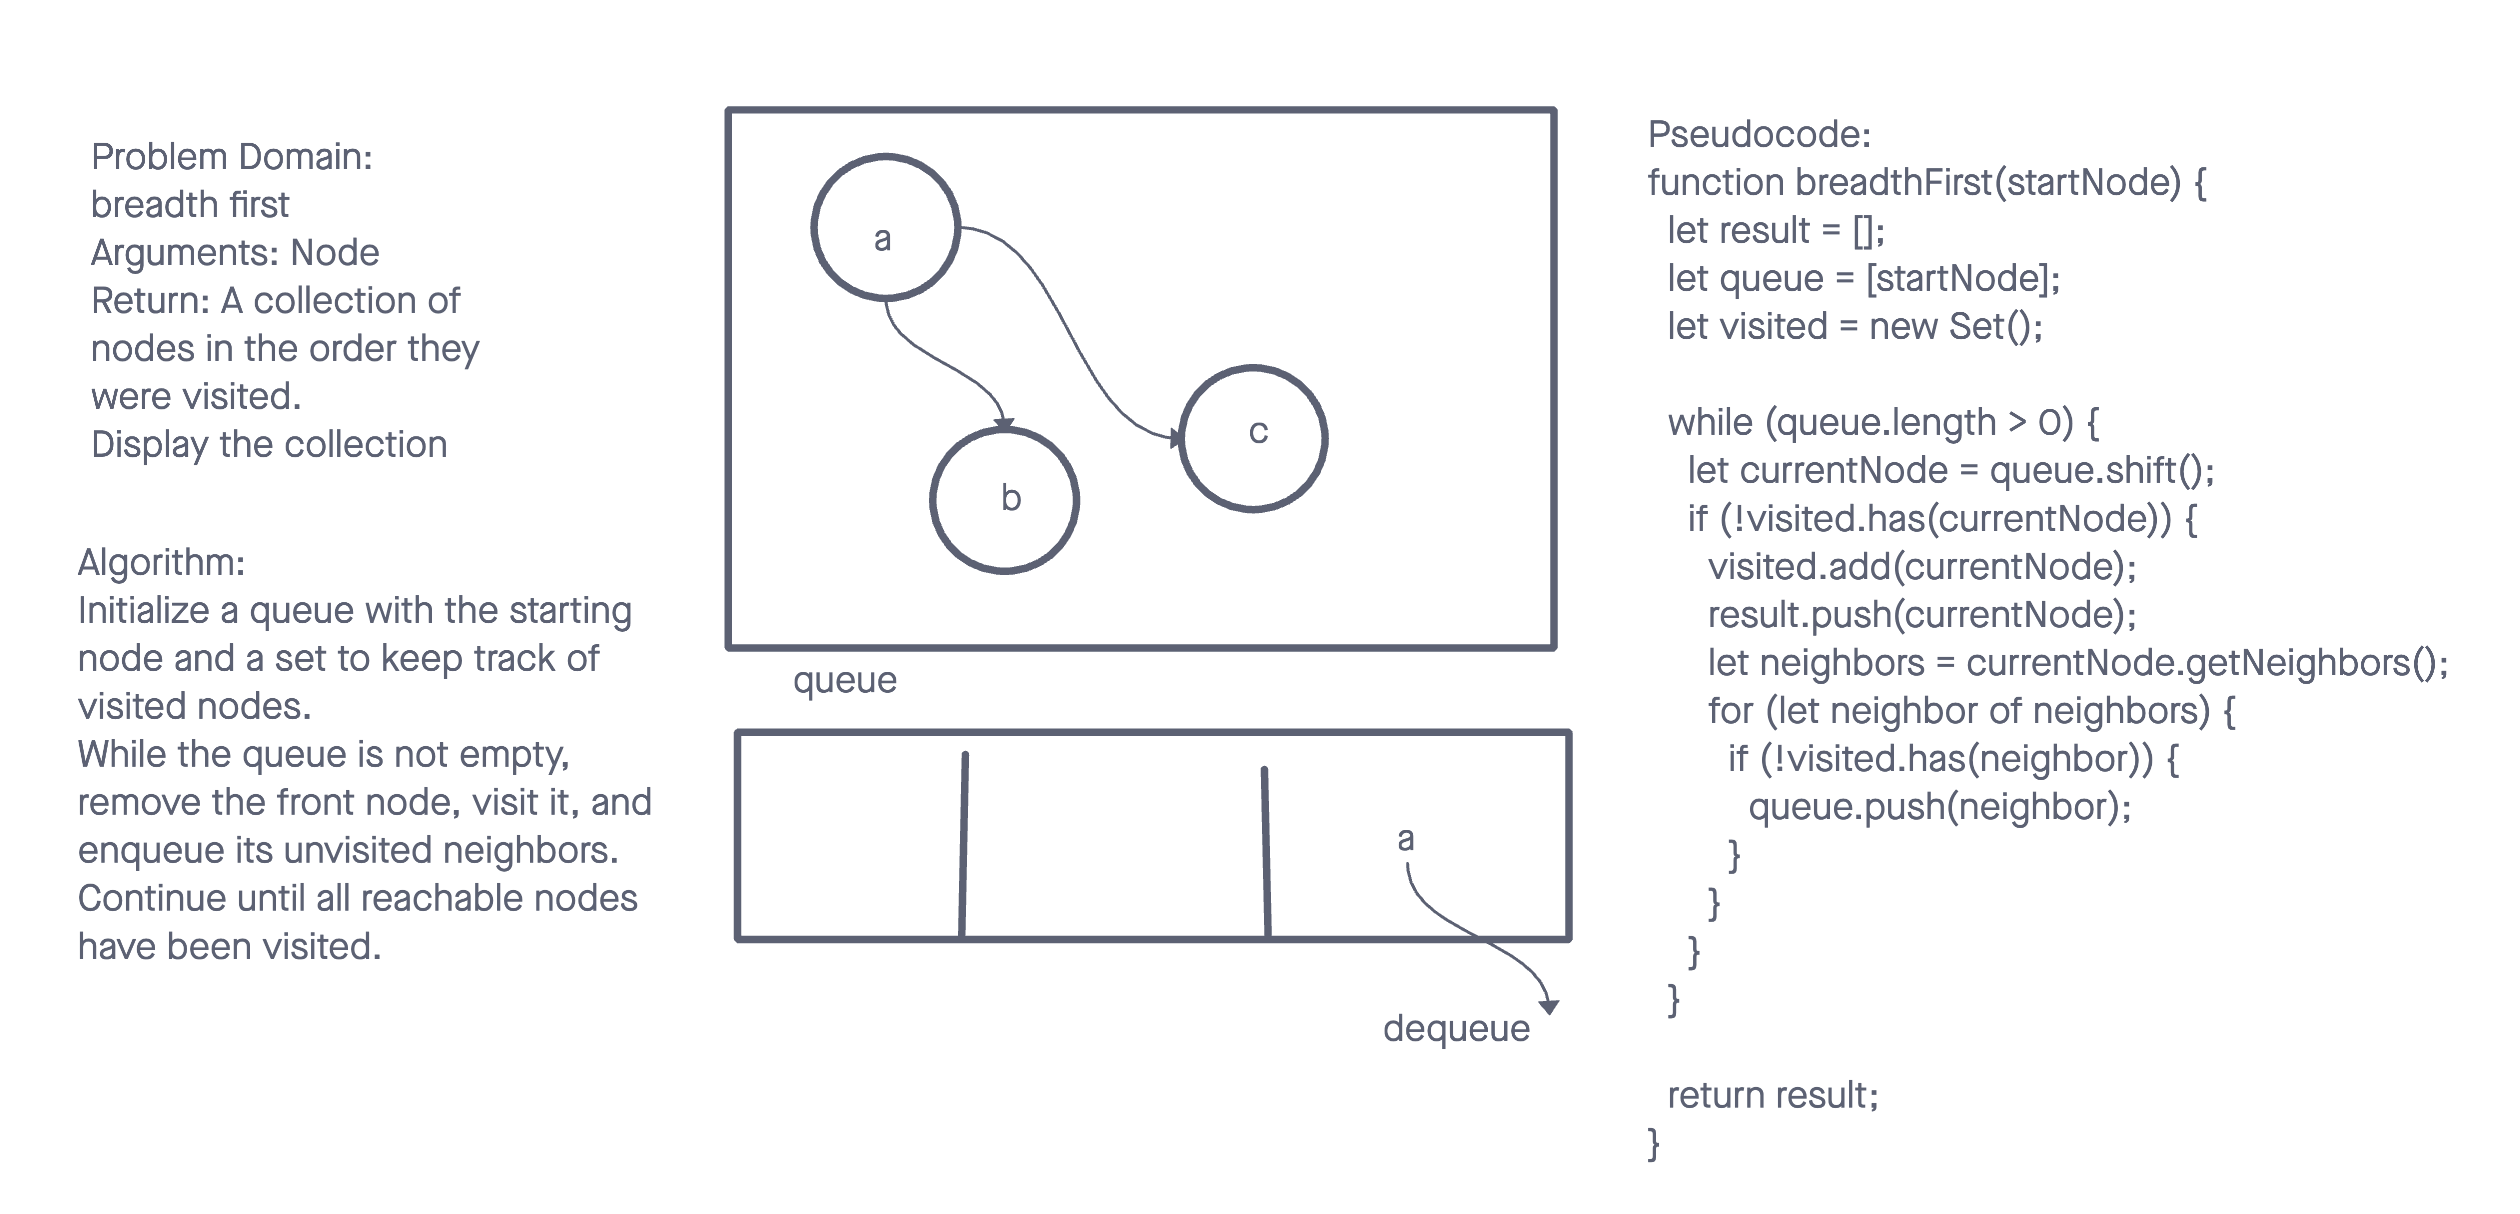 Problem Domain:
breadth first
Arguments: Node
Return: A collection of
nodes in the order they
were visited.
Display the collection
Algorithm:
Initialize a queue with the starting
node and a set to keep track of
visited nodes.
While the queue is not empty,
remove the front node, visit it, and
enqueue its unvisited neighbors.
Continue until all reachable nodes
have been visited.
a
c
b
queue
a
dequeue
Pseudocode:
function breadthFirst(startNode) {
let result = [];
let queue = [startNode];
let visited = new Set();
while (queue.length > 0) {
let currentNode = queue.shift();
if (!visited.has(currentNode)) {
visited.add(currentNode);
result.push(currentNode);
let neighbors = currentNode.getNeighbors();
for (let neighbor of neighbors) {
if (!visited.has(neighbor)) {
queue.push(neighbor);
}
}
}
}
return result;
}